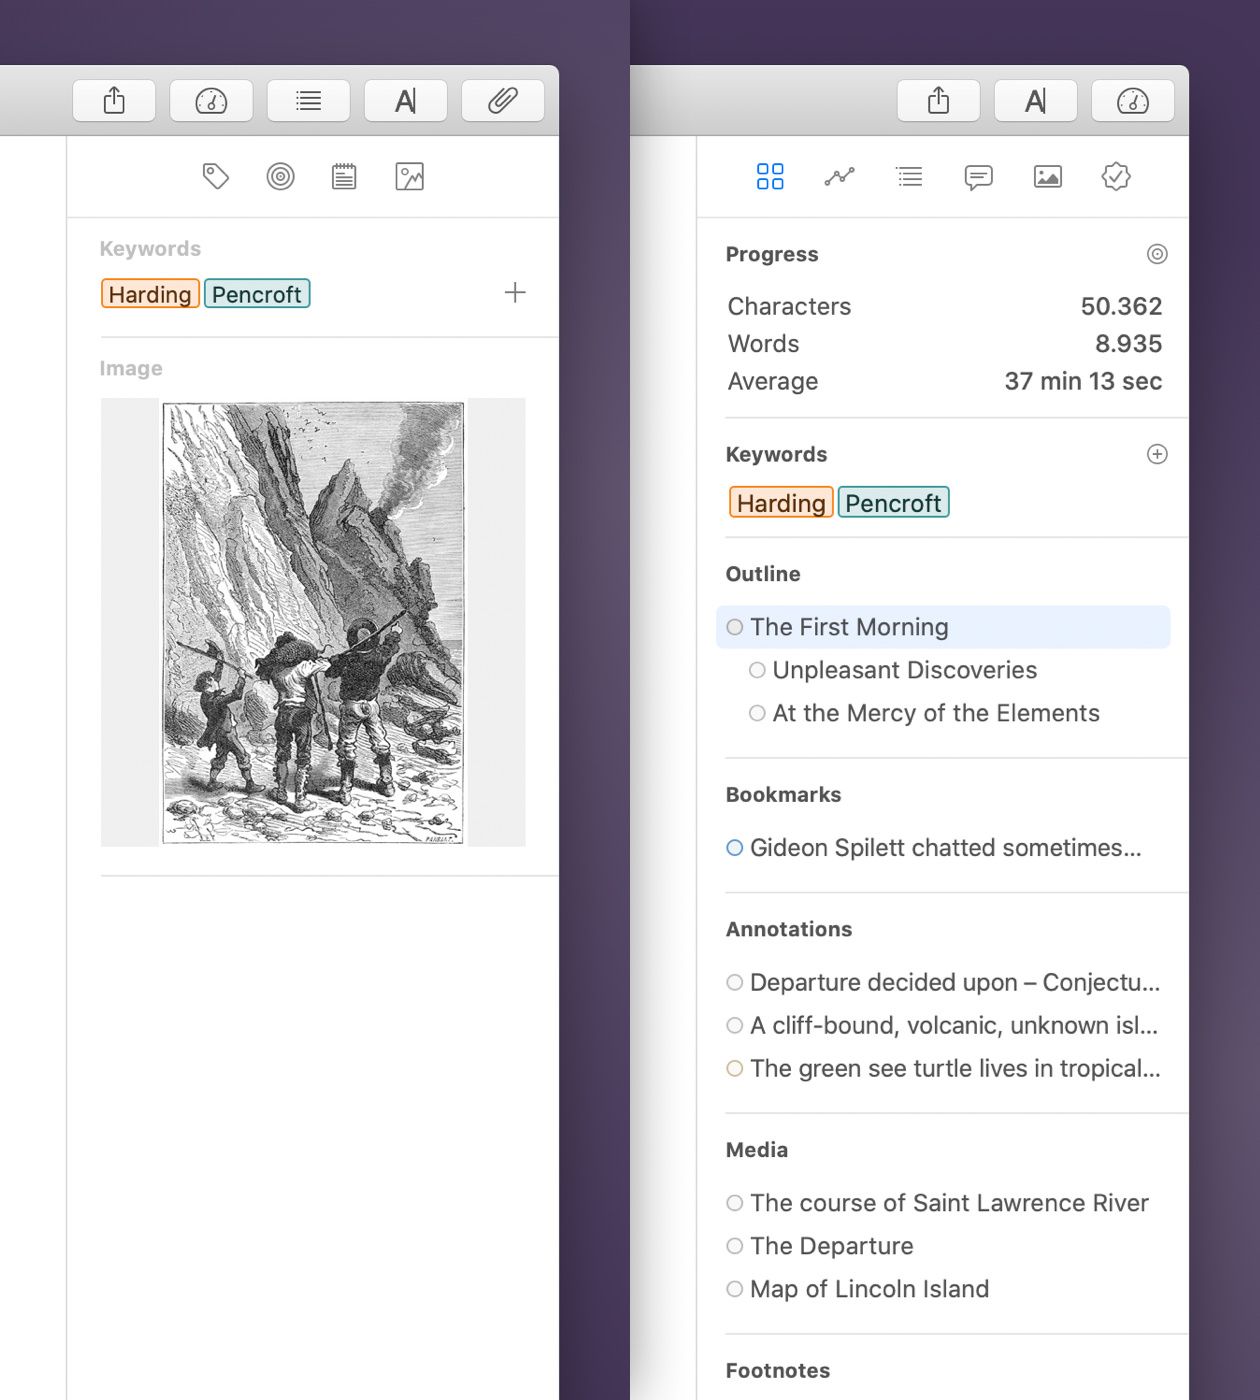 A
Keywords
Harding Pencroft
Image
A
Progress
Characters 50.362
Words 8.935
Average 37 min 13 sec
Keywords
Harding Pencroft
Outline
The First Morning
Unpleasant Discoveries
At the Mercy of the Elements
Bookmarks
Gideon Spilett chatted sometimes...
Annotations
Departure decided upon – Conjectu...
A cliff-bound, volcanic, unknown isl...
The green see turtle lives in tropical...
Media
The course of Saint Lawrence River
The Departure
Map of Lincoln Island
Footnotes